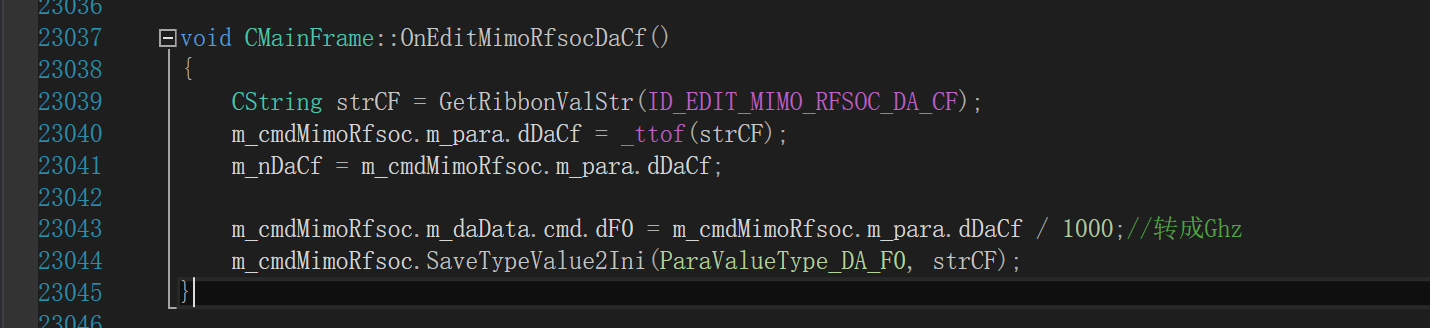 23036
23037 void CMainFrame::OnEditMimoRfsocDaCf()
23038 {
23039 CString strCF = GetRibbonValStr(ID_EDIT_MIMO_RFSOC_DA_CF);
23040 m_cmdMimoRfsoc.m_para.dDaCf = _ttof(strCF);
23041 m_nDaCf = m_cmdMimoRfsoc.m_para.dDaCf;
23042
23043 m_cmdMimoRfsoc.m_daData.cmd.dF0 = m_cmdMimoRfsoc.m_para.dDaCf / 1000;//转成Ghz
23044 m_cmdMimoRfsoc.SaveTypeValue2Ini(ParaValueType_DA_F0, strCF);
23045 }
23046